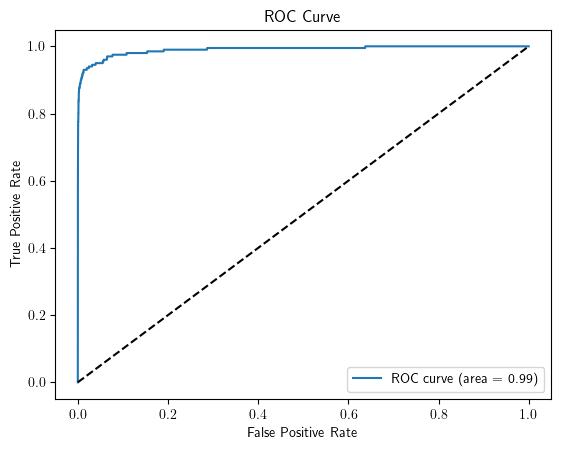 ROC Curve
1.0
0.8
0.6
0.4
0.2
0.0
True Positive Rate
ROC curve (area = 0.99)
0.0 0.2 0.4 0.6 0.8 1.0
False Positive Rate